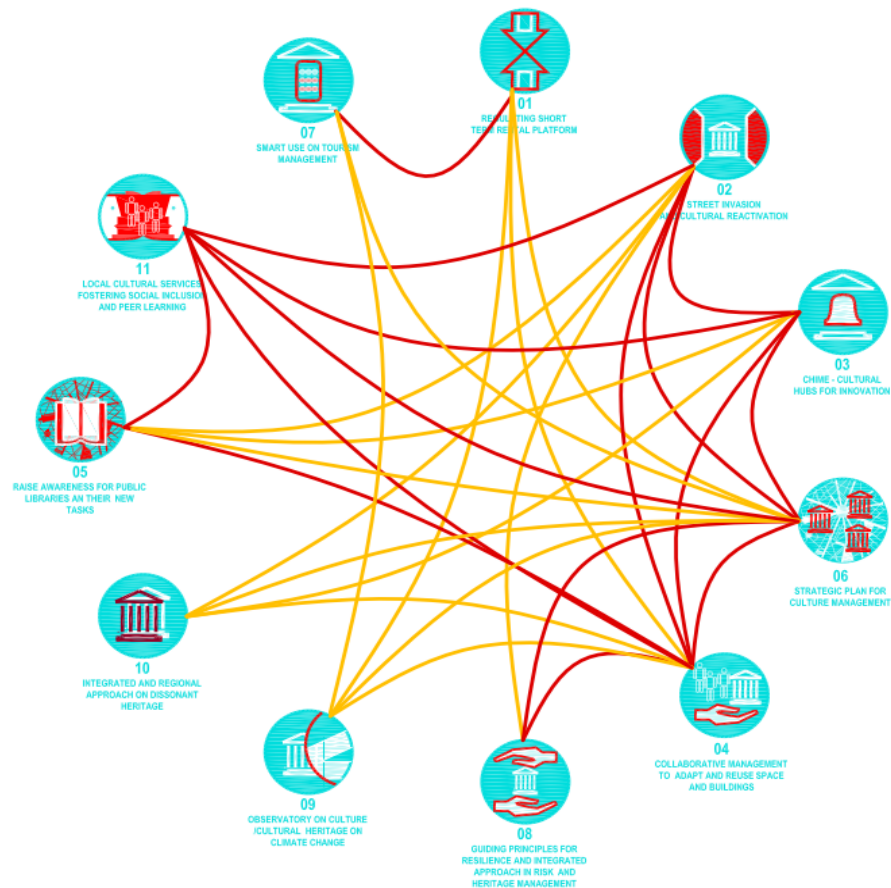 01
REGULATING SHORT
TERM RENTAL PLATFORM
07
SMART USE ON TOURISM
MANAGEMENT
02
STREET INVASION
AND CULTURAL REACTIVATION
11
LOCAL CULTURAL SERVICES
FOSTERING SOCIAL INCLUSION
AND PEER LEARNING
03
CHIME - CULTURAL
HUBS FOR INNOVATION
05
RAISE AWARENESS FOR PUBLIC
LIBRARIES AN THEIR NEW
TASKS
06
STRATEGIC PLAN FOR
CULTURE MANAGEMENT
10
INTEGRATED AND REGIONAL
APPROACH ON DISSONANT
HERITAGE
04
COLLABORATIVE MANAGEMENT
TO ADAPT AND REUSE SPACE
AND BUILDINGS
09
OBSERVATORY ON CULTURE
/CULTURAL HERITAGE ON
CLIMATE CHANGE
08
GUIDING PRINCIPLES FOR
RESILIENCE AND INTEGRATED
APPROACH IN RISK AND
HERITAGE MANAGEMENT